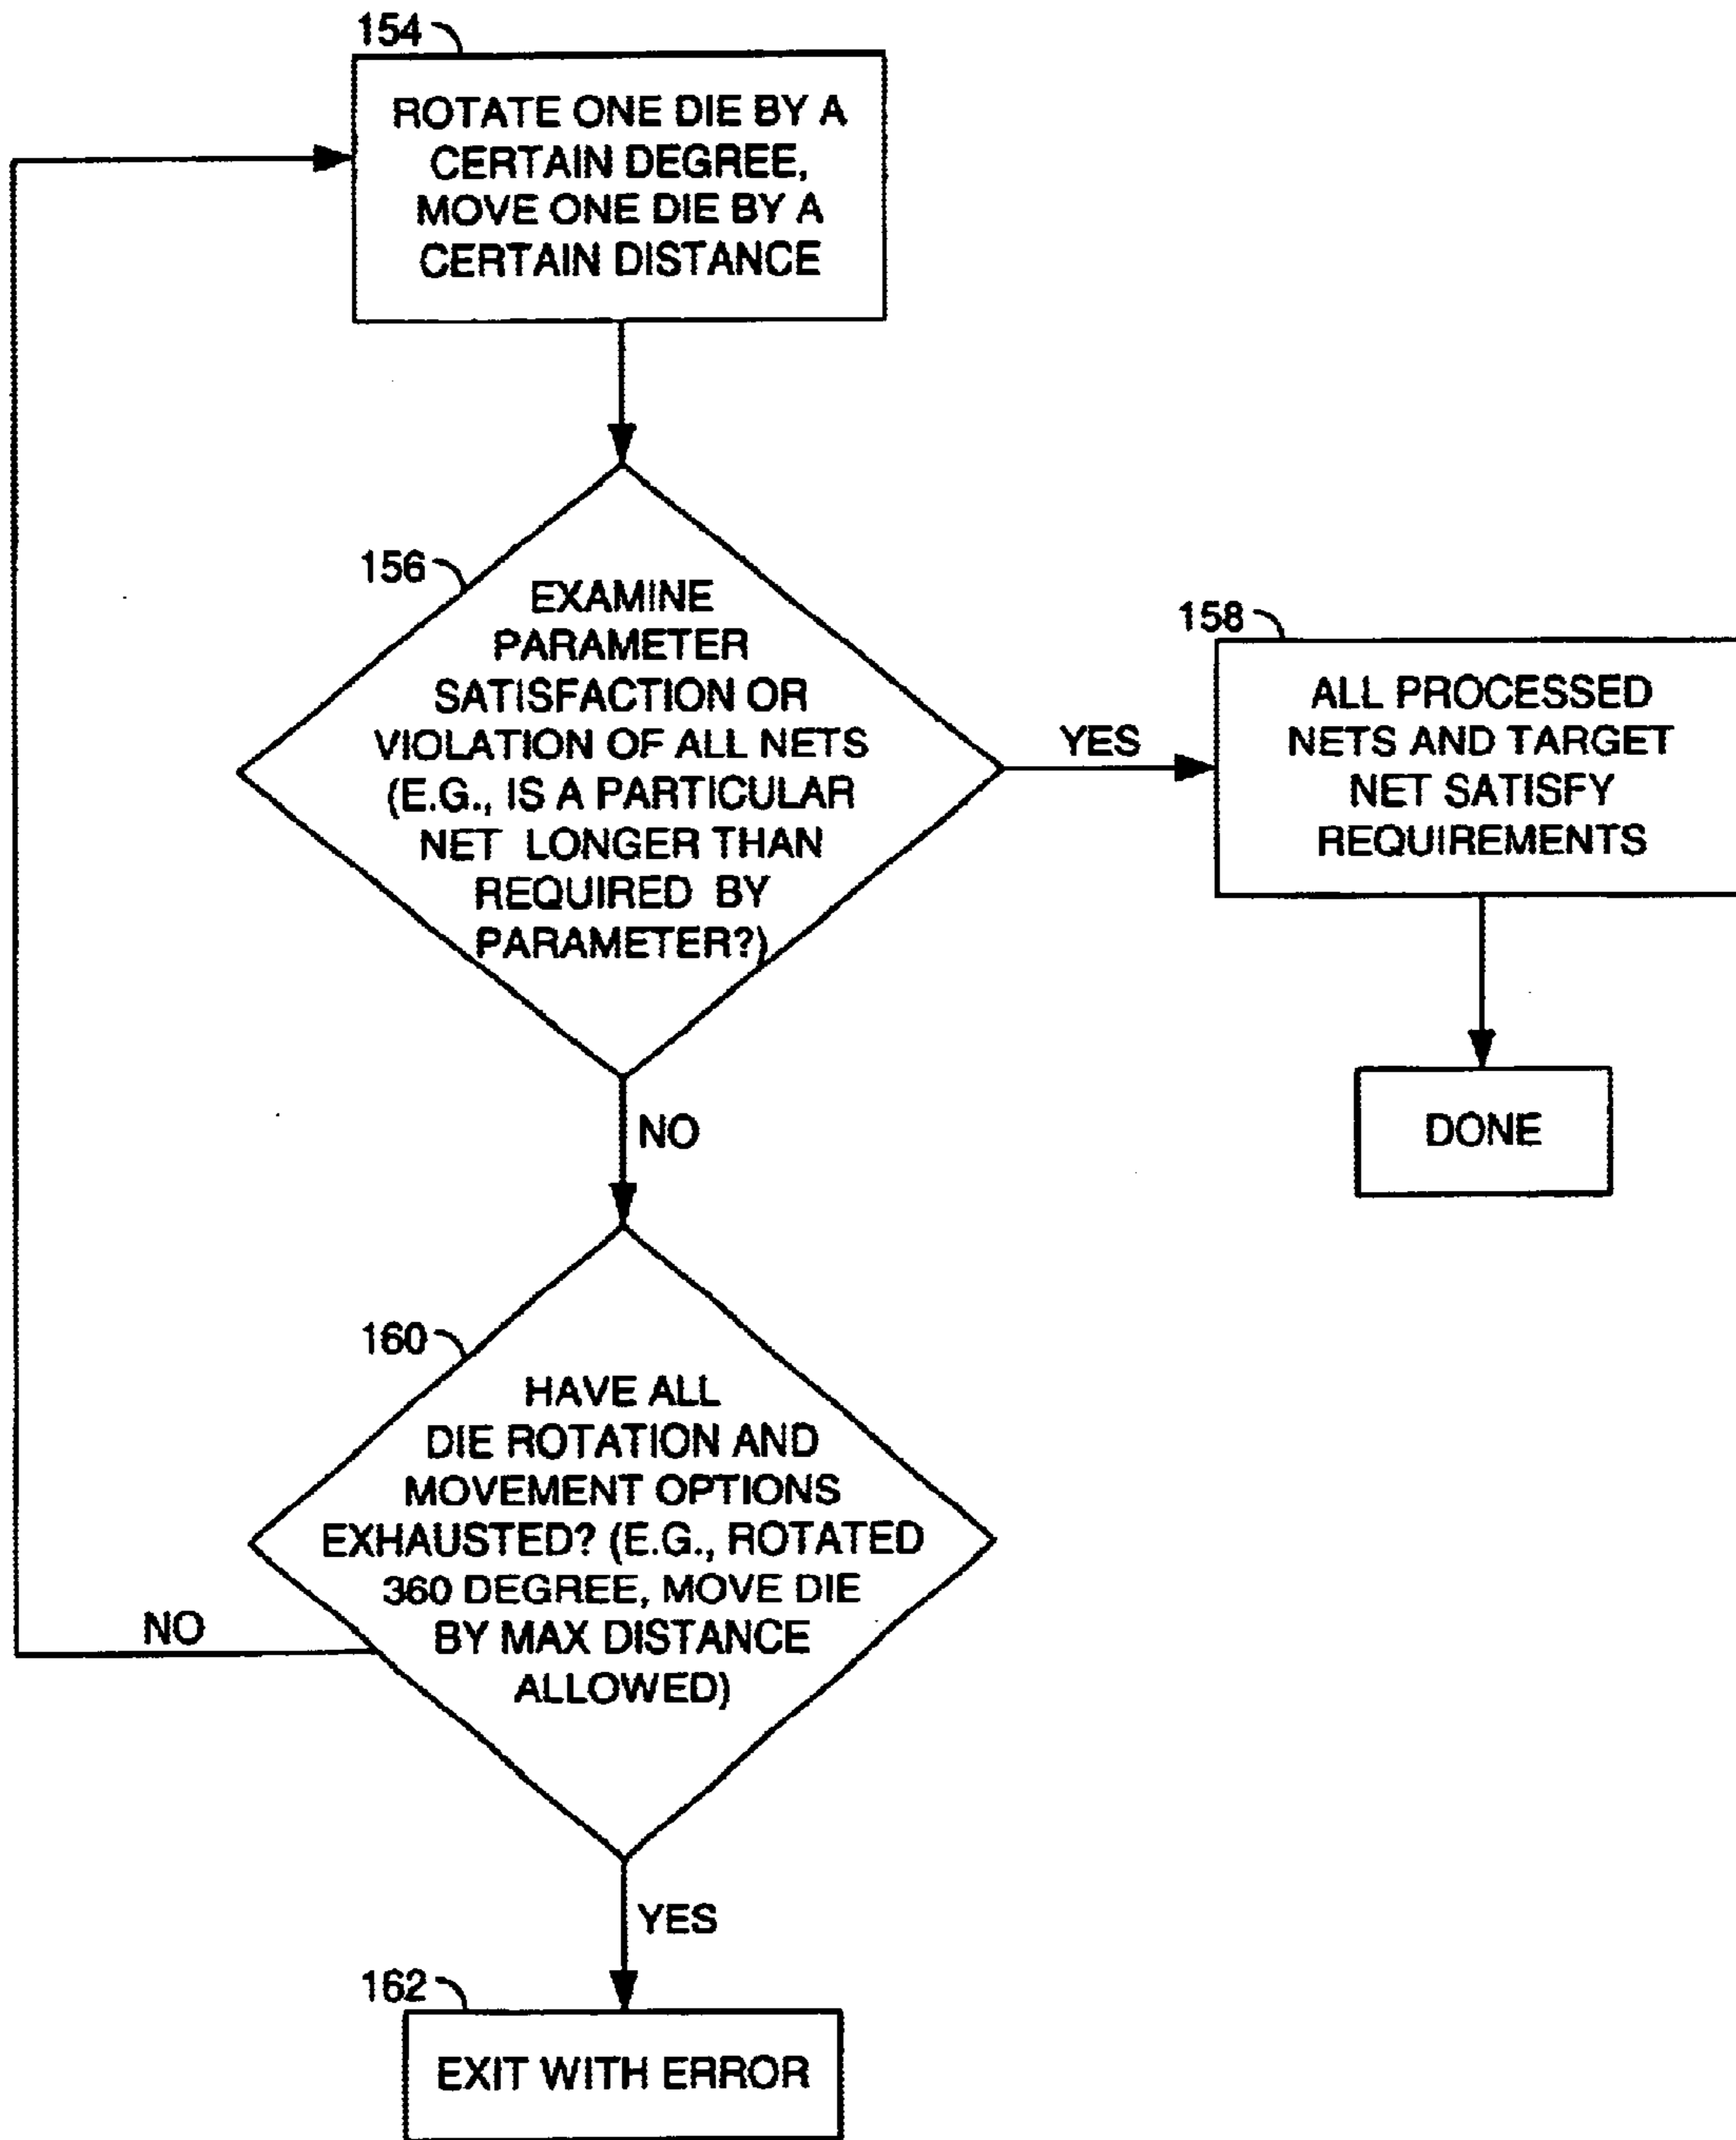 154
ROTATE ONE DIE BY A
CERTAIN DEGREE,
MOVE ONE DIE BY A
CERTAIN DISTANCE
156
EXAMINE
PARAMETER
SATISFACTION OR
VIOLATION OF ALL NETS
(E.G., IS A PARTICULAR
NET LONGER THAN
REQUIRED BY
PARAMETER?)
YES
158
ALL PROCESSED
NETS AND TARGET
NET SATISFY
REQUIREMENTS
DONE
NO
160
HAVE ALL
DIE ROTATION AND
MOVEMENT OPTIONS
EXHAUSTED? (E.G., ROTATED
360 DEGREE, MOVE DIE
BY MAX DISTANCE
ALLOWED)
NO
YES
162
EXIT WITH ERROR